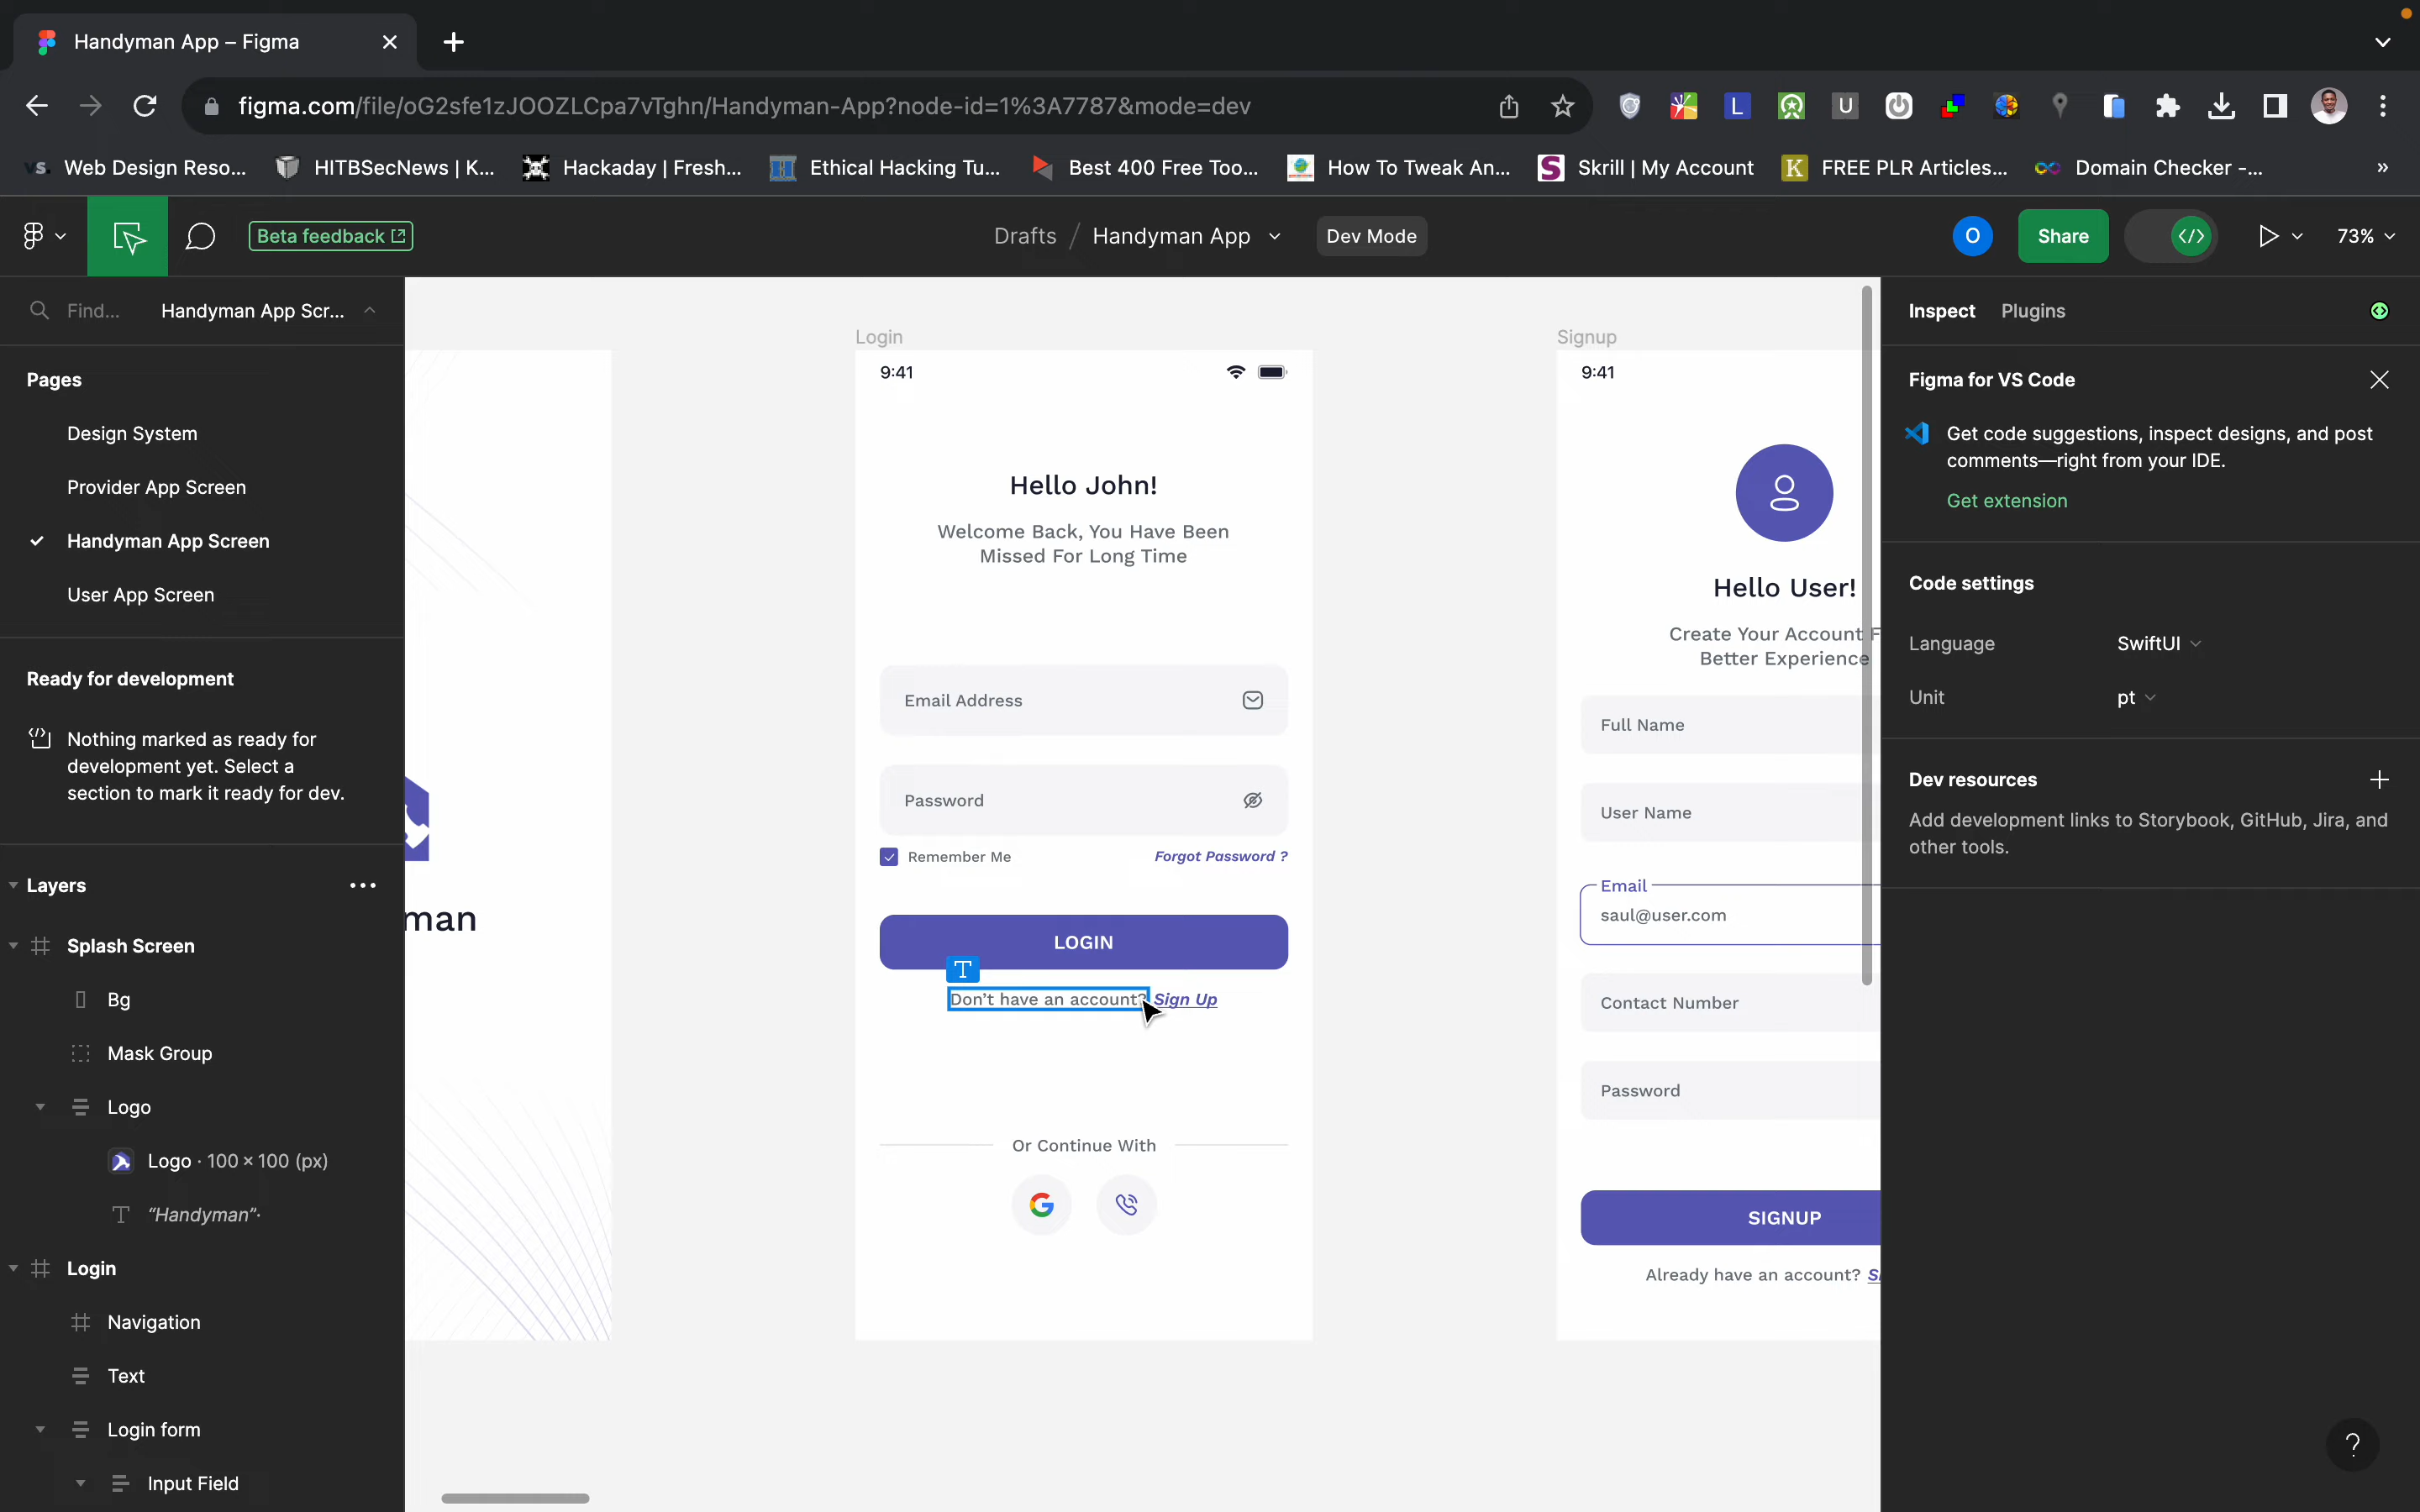 Handyman App – Figma
figma.com/file/oG2sfe1zJOOZLCpa7vTghn/Handyman-App?node-id=1%3A7787&mode=dev
L
U
vs. Web Design Reso...
HITBSecNews | K...
Hackaday | Fresh...
Ethical Hacking Tu...
Best 400 Free Too...
How To Tweak An...
S Skrill | My Account
K FREE PLR Articles...
Domain Checker -...
»
Beta feedback
Drafts / Handyman App
Dev Mode
O
Share
73%
Find...
Handyman App Scr...
Pages
Design System
Provider App Screen
Handyman App Screen
User App Screen
Ready for development
Nothing marked as ready for
development yet. Select a
section to mark it ready for dev.
Layers
Splash Screen
Bg
Mask Group
Logo
Logo · 100 × 100 (px)
T “Handyman”·
Login
Navigation
Text
Login form
Input Field
man
Login
9:41
Hello John!
Welcome Back, You Have Been
Missed For Long Time
Email Address
Password
Remember Me
Forgot Password ?
LOGIN
T
Don’t have an account? Sign Up
Or Continue With
Signup
9:41
Hello User!
Create Your Account F
Better Experience
Full Name
User Name
Email
saul@user.com
Contact Number
Password
SIGNUP
Already have an account? Si
Inspect
Plugins
Figma for VS Code
Get code suggestions, inspect designs, and post
comments—right from your IDE.
Get extension
Code settings
Language
SwiftUI
Unit
pt
Dev resources
Add development links to Storybook, GitHub, Jira, and
other tools.
?